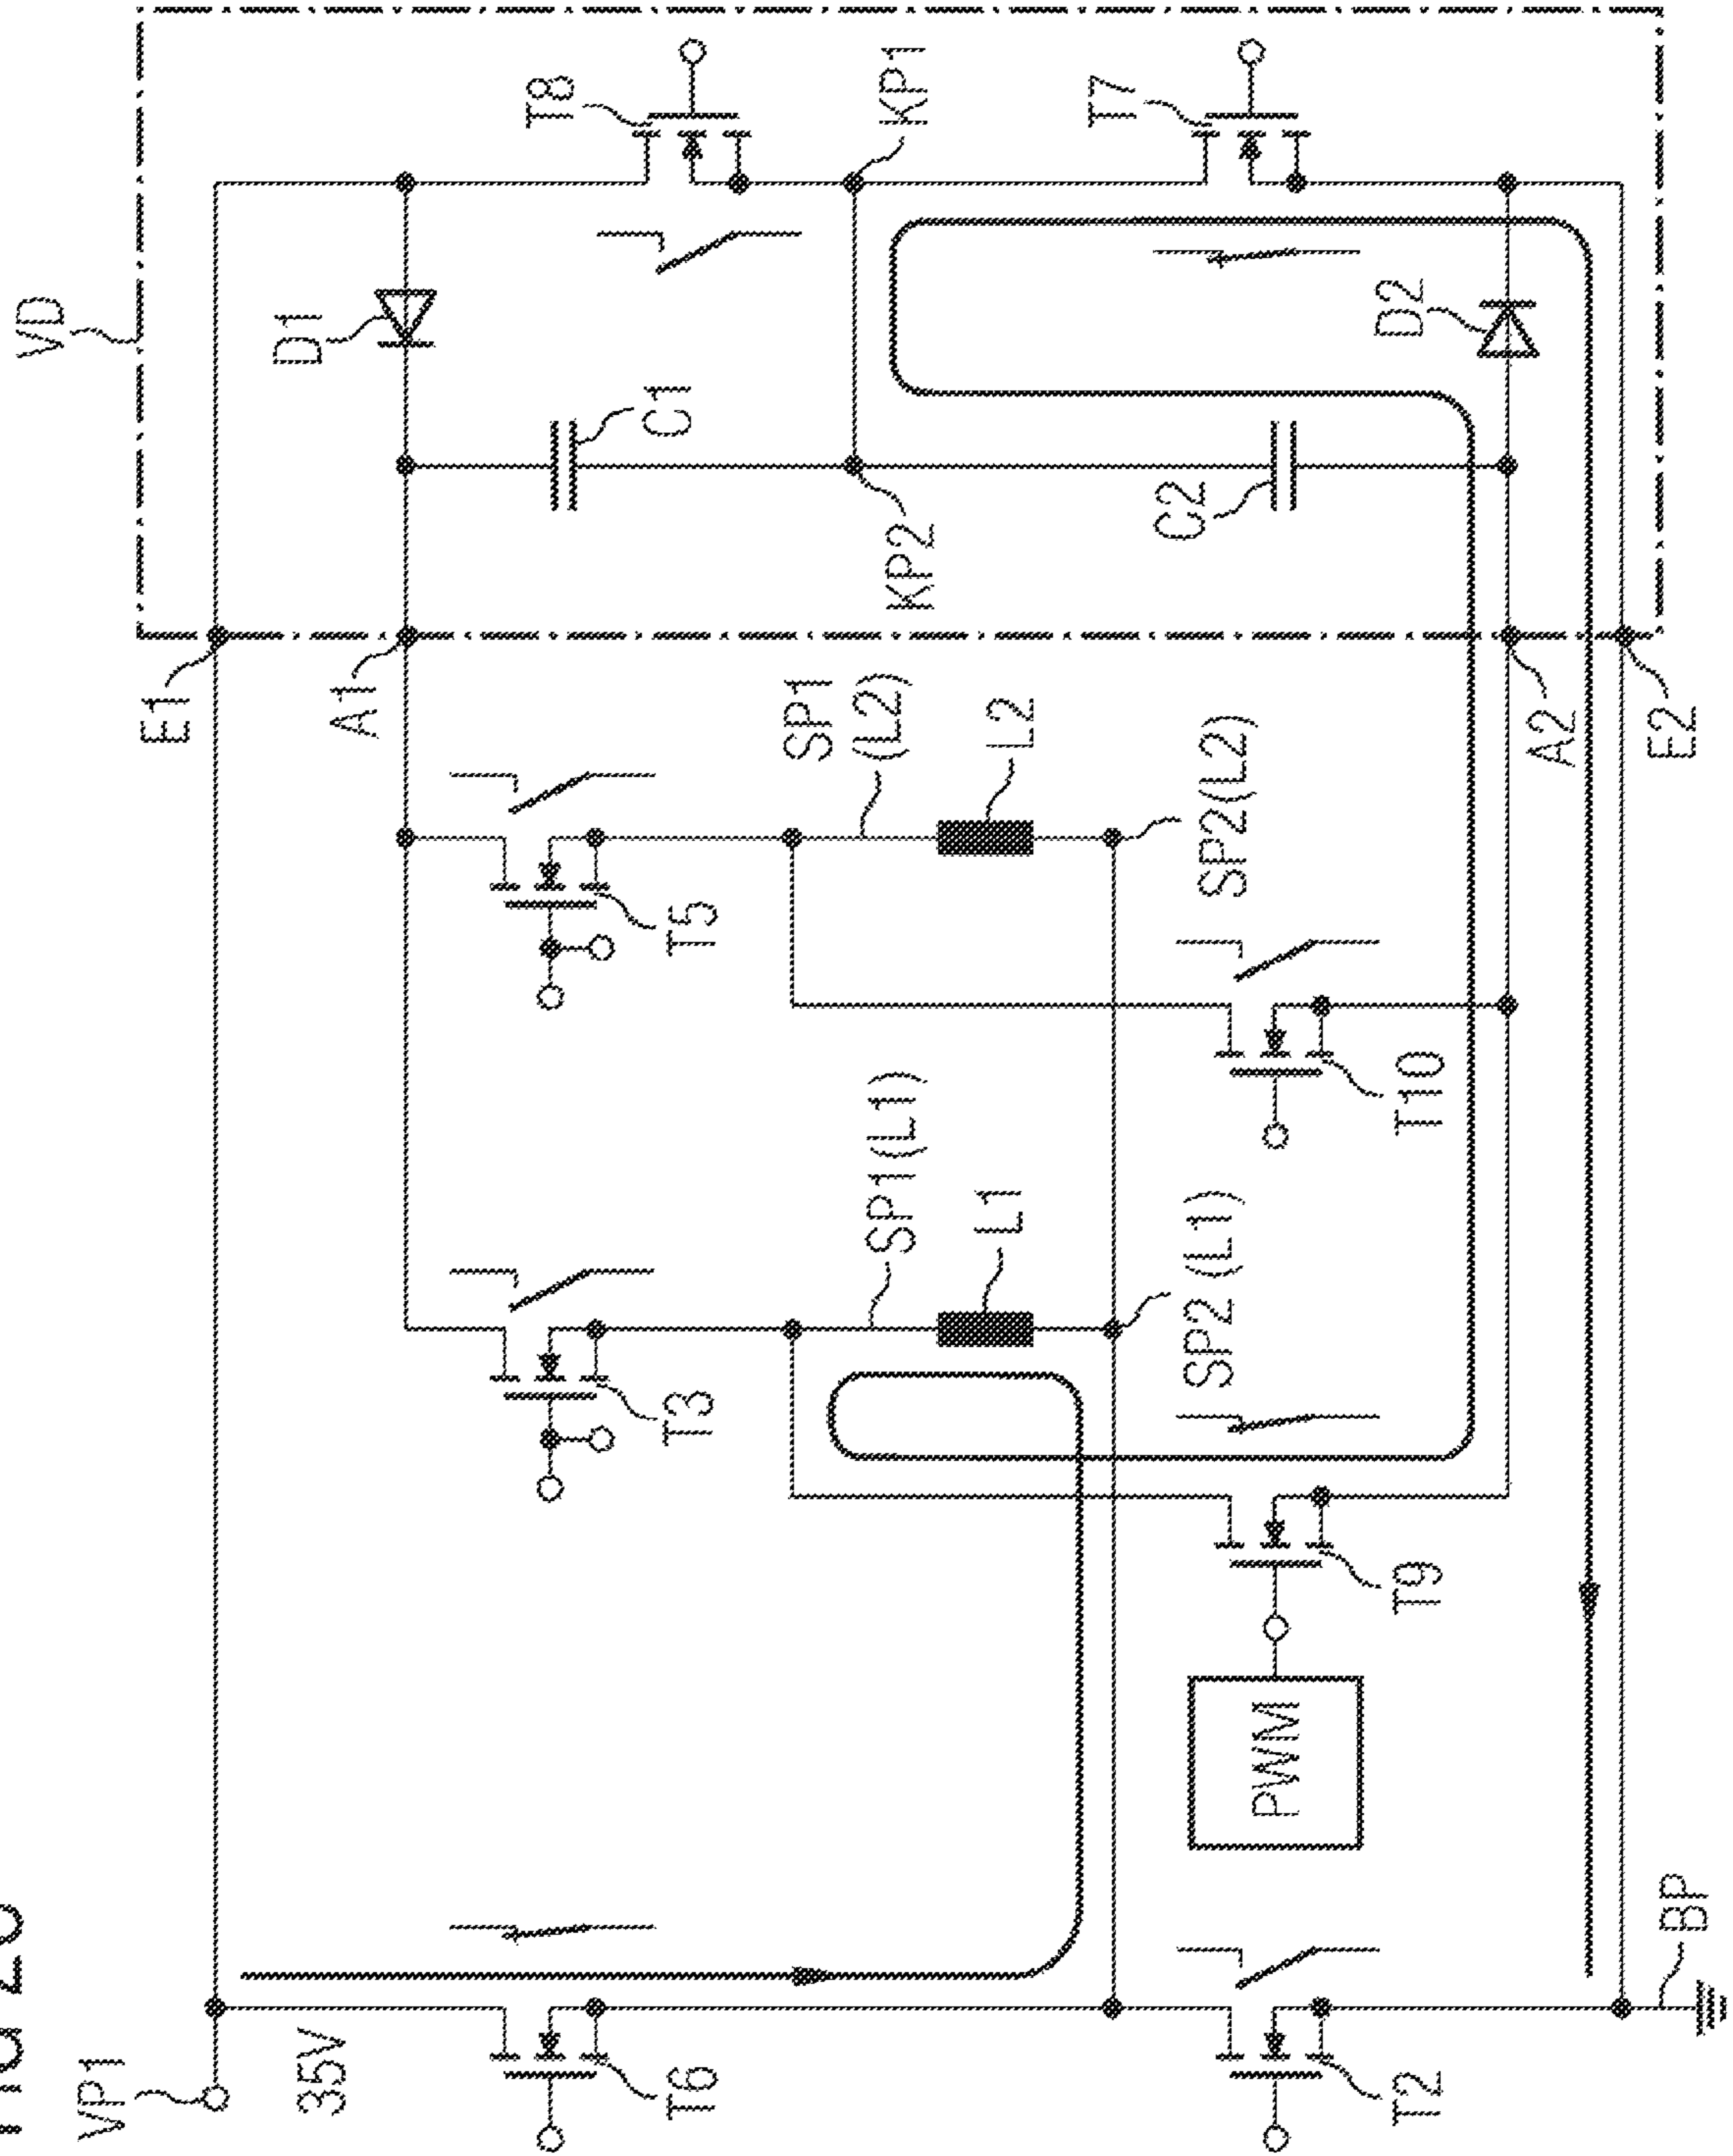 VP1
35V
E1
VD
A1
D1
T8
C1
KP1
KP2
T7
C2
D2
A2
E2
T3
T5
SP1(L1)
L1
SP2 (L1)
SP1
(L2)
L2
SP2(L2)
T6
T2
PWM
T9
T10
BP